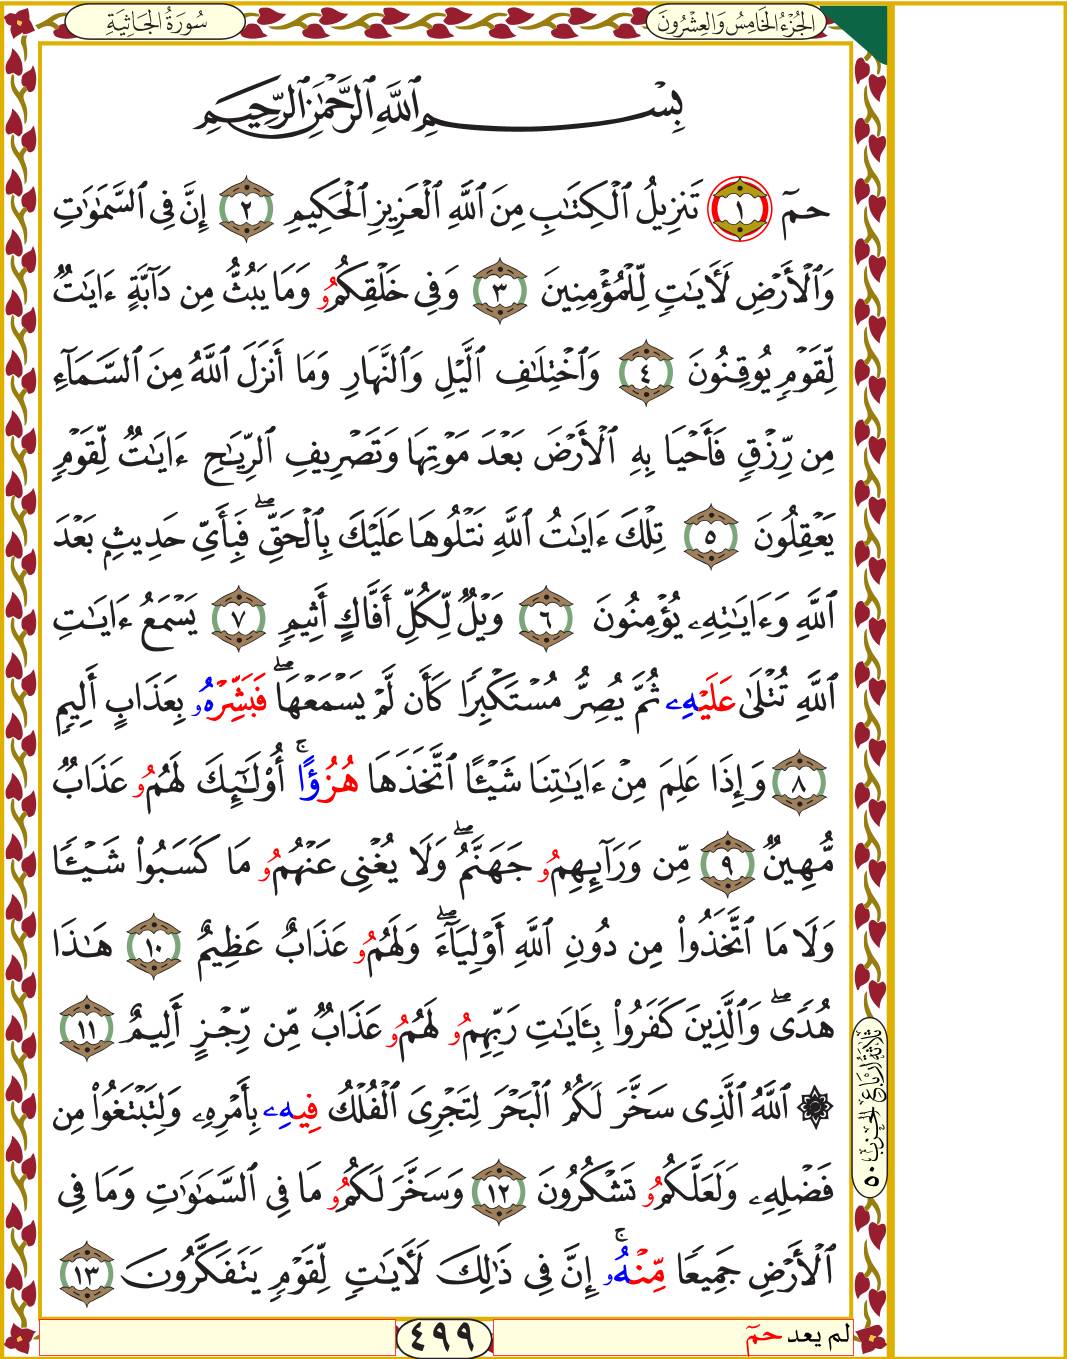 سُورَةُ الجَاثِيَةِ
الجُزْءُ الخَامِسُ وَالعِشْرُونَ
بِسْمِ ٱللَّهِ ٱلرَّحْمَٰنِ ٱلرَّحِيمِ
حمٓ ١ تَنزِيلُ ٱلْكِتَٰبِ مِنَ ٱللَّهِ ٱلْعَزِيزِ ٱلْحَكِيمِ ٢ إِنَّ فِى ٱلسَّمَٰوَٰتِ
وَٱلْأَرْضِ لَأٓيَٰتٍ لِّلْمُؤْمِنِينَ ٣ وَفِى خَلْقِكُمُۥ وَمَا يَبُثُّ مِن دَآبَّةٍ ءَايَٰتٌ
لِّقَوْمٍ يُوقِنُونَ ٤ وَٱخْتِلَٰفِ ٱلَّيْلِ وَٱلنَّهَارِ وَمَا أَنزَلَ ٱللَّهُ مِنَ ٱلسَّمَآءِ
مِن رِّزْقٍ فَأَحْيَا بِهِ ٱلْأَرْضَ بَعْدَ مَوْتِهَا وَتَصْرِيفِ ٱلرِّيَٰحِ ءَايَٰتٌ لِّقَوْمٍ
يَعْقِلُونَ ٥ تِلْكَ ءَايَٰتُ ٱللَّهِ نَتْلُوهَا عَلَيْكَ بِٱلْحَقِّۖ فَبِأَىِّ حَدِيثٍ بَعْدَ
ٱللَّهِ وَءَايَٰتِهِۦ يُؤْمِنُونَ ٦ وَيْلٌ لِّكُلِّ أَفَّاكٍ أَثِيمٍ ٧ يَسْمَعُ ءَايَٰتِ
ٱللَّهِ تُتْلَىٰ عَلَيْهِۦ ثُمَّ يُصِرُّ مُسْتَكْبِرًا كَأَن لَّمْ يَسْمَعْهَاۖ فَبَشِّرْهُۥ بِعَذَابٍ أَلِيمٍ
٨ وَإِذَا عَلِمَ مِنْ ءَايَٰتِنَا شَيْـًٔا ٱتَّخَذَهَا هُزُؤًاۚ أُوْلَٰٓئِكَ لَهُمُۥ عَذَابٌ
مُّهِينٌ ٩ مِّن وَرَآئِهِمُۥ جَهَنَّمُۖ وَلَا يُغْنِى عَنْهُمُۥ مَا كَسَبُواْ شَيْـًٔا
وَلَا مَا ٱتَّخَذُواْ مِن دُونِ ٱللَّهِ أَوْلِيَآءَۖ وَلَهُمُۥ عَذَابٌ عَظِيمٌ ١٠ هَٰذَا
هُدًىۖ وَٱلَّذِينَ كَفَرُواْ بِـَٔايَٰتِ رَبِّهِمُۥ لَهُمُۥ عَذَابٌ مِّن رِّجْزٍ أَلِيمٌ ١١
۞ ٱللَّهُ ٱلَّذِى سَخَّرَ لَكُمُ ٱلْبَحْرَ لِتَجْرِىَ ٱلْفُلْكُ فِيهِۦ بِأَمْرِهِۦ وَلِتَبْتَغُواْ مِن
فَضْلِهِۦ وَلَعَلَّكُمُۥ تَشْكُرُونَ ١٢ وَسَخَّرَ لَكُمُۥ مَا فِى ٱلسَّمَٰوَٰتِ وَمَا فِى
ٱلْأَرْضِ جَمِيعًا مِّنْهُۥۚ إِنَّ فِى ذَٰلِكَ لَأٓيَٰتٍ لِّقَوْمٍ يَتَفَكَّرُونَ ١٣
ثلاثة أرباع الحزب ٥٠
لم يعد حمٓ
٤٩٩